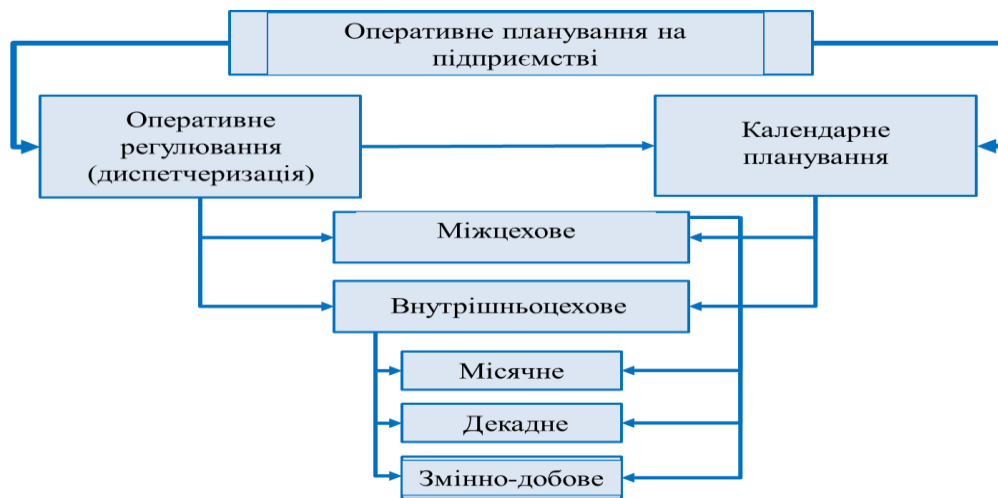 Оперативне планування на
підприємстві
Оперативне
регулювання
(диспетчеризація)
Календарне
планування
Міжцехове
Внутрішньоцехове
Місячне
Декадне
Змінно-добове